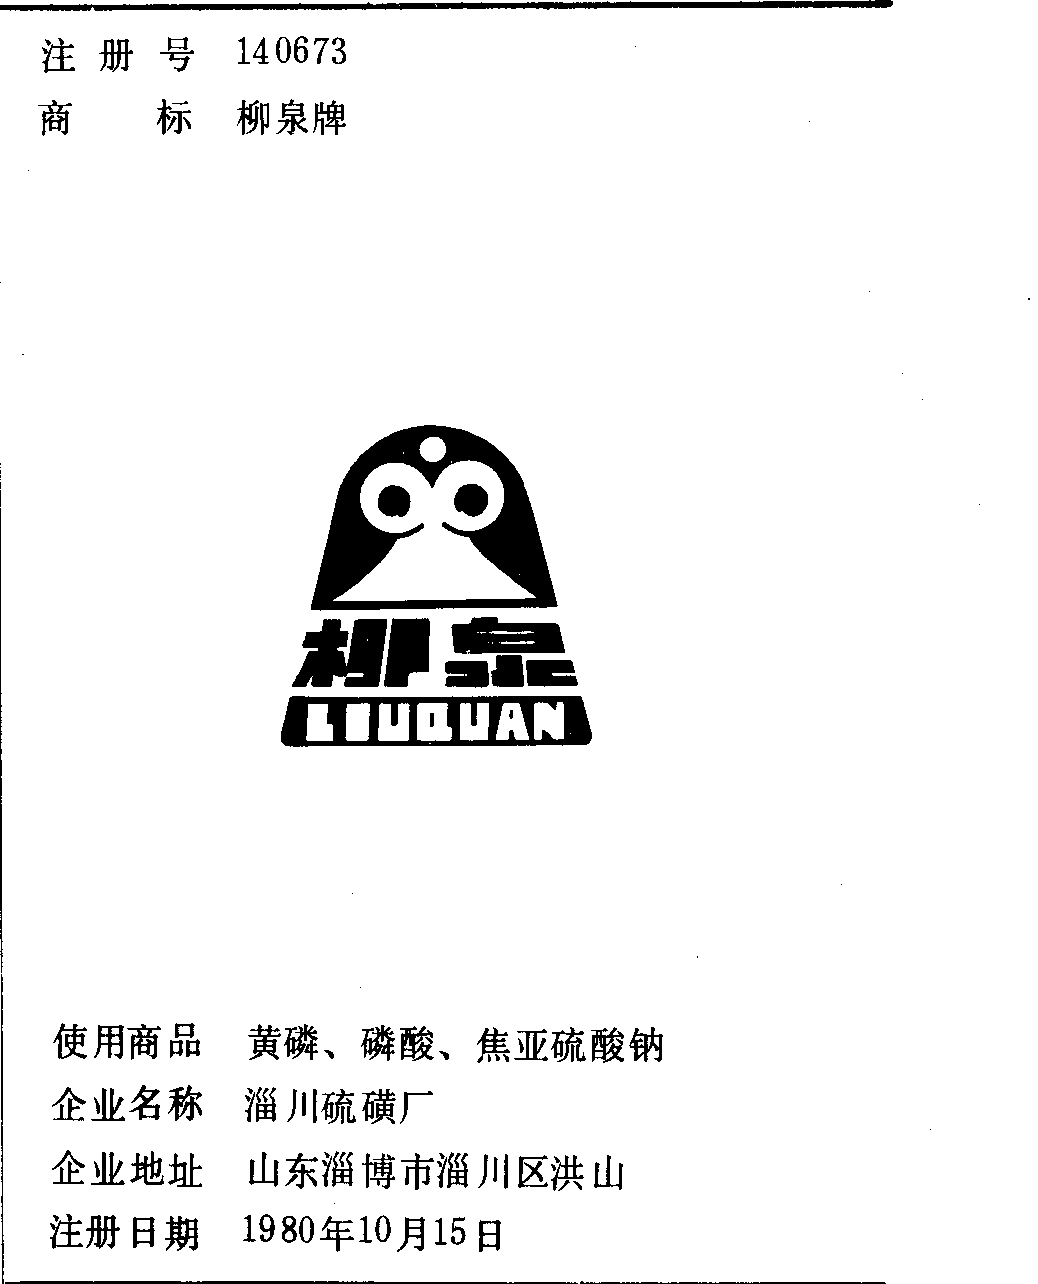 注册号 140673
商标 柳泉牌
柳泉
LIUQUAN
使用商品 黄磷、磷酸、焦亚硫酸钠
企业名称 淄川硫磺厂
企业地址 山东淄博市淄川区洪山
注册日期 1980年10月15日